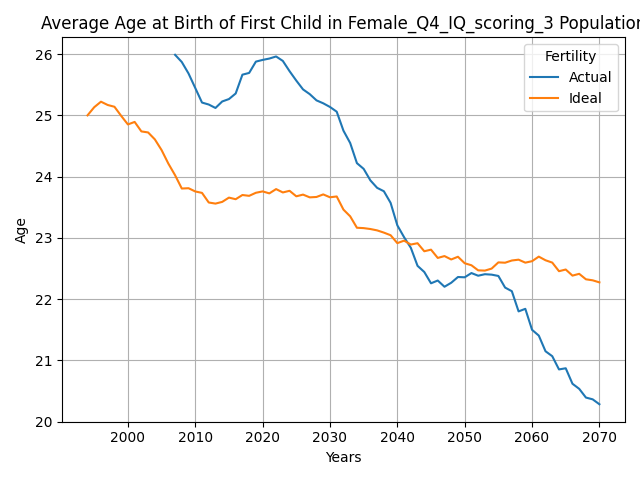 Average Age at Birth of First Child in Female_Q4_IQ_scoring_3 Population
Fertility
Actual
Ideal
Age
26
25
24
23
22
21
20
2000 2010 2020 2030 2040 2050 2060 2070
Years